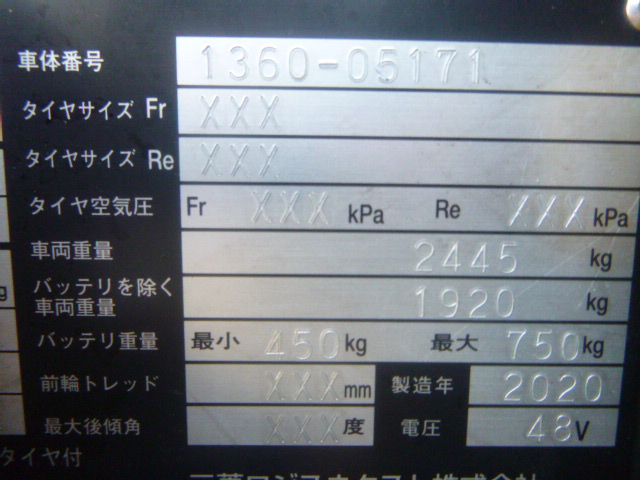 車体番号 1360-05171
タイヤサイズ Fr XXX
タイヤサイズ Re XXX
タイヤ空気圧 Fr XXX kPa Re XXX kPa
車両重量 2445 kg
バッテリを除く
車両重量 1920 kg
バッテリ重量 最小 450 kg 最大 750 kg
前輪トレッド XXX mm 製造年 2020
最大後傾角 XXX 度 電圧 48V
タイヤ付